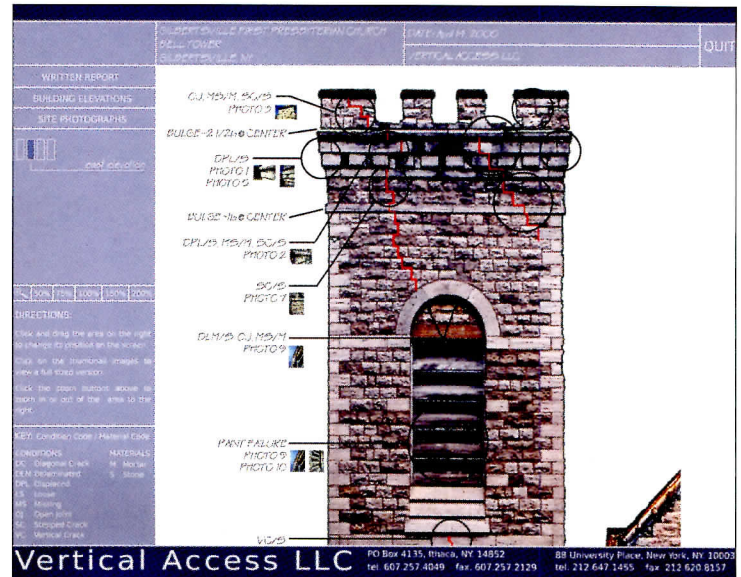 GILBERTSVILLE FIRST PRESBYTERIAN CHURCH
BELL TOWER
GILBERTSVILLE, NY
DATE: April 14, 2000
VERTICAL ACCESS LLC
QUIT
WRITTEN REPORT
BUILDING ELEVATIONS
SITE PHOTOGRAPHS
east elevation
50% 75% 100% 150% 200%
DIRECTIONS:
Click and drag the area on the right
to change its position on the screen.
Click on the thumbnail images to
view a full sized version.
Click the zoom buttons above to
zoom in or out of the area to the
right.
KEY: Condition Code / Material Code
CONDITIONS MATERIALS
DC Diagonal Crack M Mortar
DLM Delaminated S Stone
DPL Displaced
LS Loose
MS Missing
OJ Open Joint
SC Stepped Crack
VC Vertical Crack
OJ, MS/M, SC/S
PHOTO 3
BULGE -2 1/2" @ CENTER
DPL/S
PHOTO 1
PHOTO 5
BULGE -1" @ CENTER
DPL/S, MS/M, SC/S
PHOTO 2
SC/S
PHOTO 7
DLM/S OJ, MS/M
PHOTO 9
PAINT FAILURE
PHOTO 9
PHOTO 10
VC/S
Vertical Access LLC
PO Box 4135, Ithaca, NY 14852
tel. 607.257.4049 fax. 607.257.2129
88 University Place, New York, NY 10003
tel. 212.647.1455 fax 212 620 8157